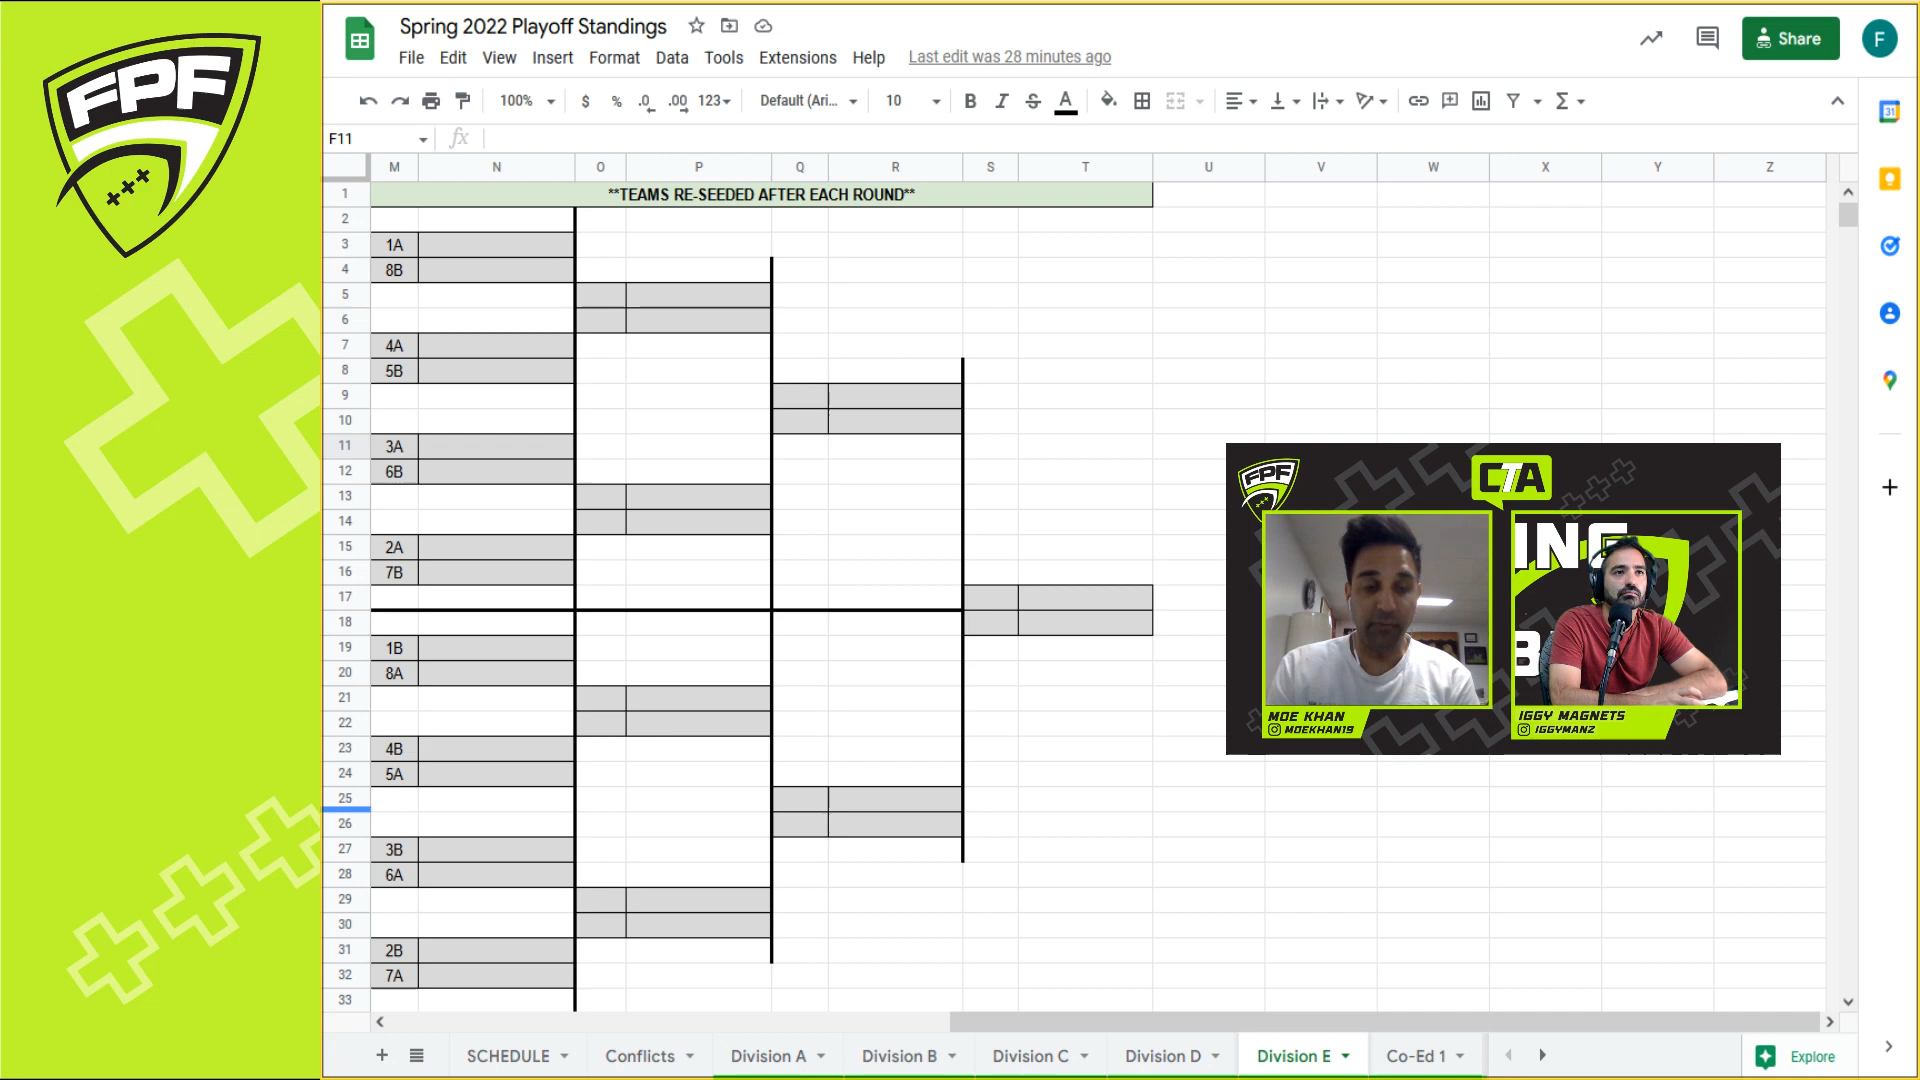 FPF
Spring 2022 Playoff Standings
File Edit View Insert Format Data Tools Extensions Help Last edit was 28 minutes ago
Share
F
100% $ % .0 .00 123 Default (Ari... 10 B I S A
31
F11 fx
M N O P Q R S T U V W X Y Z
1 **TEAMS RE-SEEDED AFTER EACH ROUND**
2
3 1A
4 8B
5
6
7 4A
8 5B
9
10
11 3A
12 6B
13
14
15 2A
16 7B
17
18
19 1B
20 8A
21
22
23 4B
24 5A
25
26
27 3B
28 6A
29
30
31 2B
32 7A
33
FPF
CTA
ING
B
MOE KHAN
MOEKHAN19
IGGY MAGNETS
IGGYMANZ
SCHEDULE Conflicts Division A Division B Division C Division D Division E Co-Ed 1
Explore